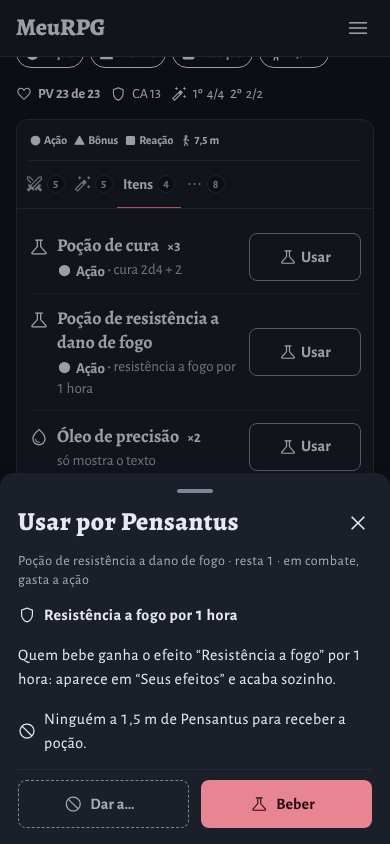 MeuRPG
PV 23 de 23 CA 13 1º 4/4 2º 2/2
Ação Bônus Reação 7,5 m
5 5 Itens 4 ··· 8
Poção de cura ×3
Ação · cura 2d4 + 2
Usar
Poção de resistência a
dano de fogo
Ação · resistência a fogo por
1 hora
Usar
Óleo de precisão ×2
só mostra o texto
Usar
Usar por Pensantus
Poção de resistência a dano de fogo · resta 1 · em combate,
gasta a ação
Resistência a fogo por 1 hora
Quem bebe ganha o efeito “Resistência a fogo” por 1
hora: aparece em “Seus efeitos” e acaba sozinho.
Ninguém a 1,5 m de Pensantus para receber a
poção.
Dar a...
Beber